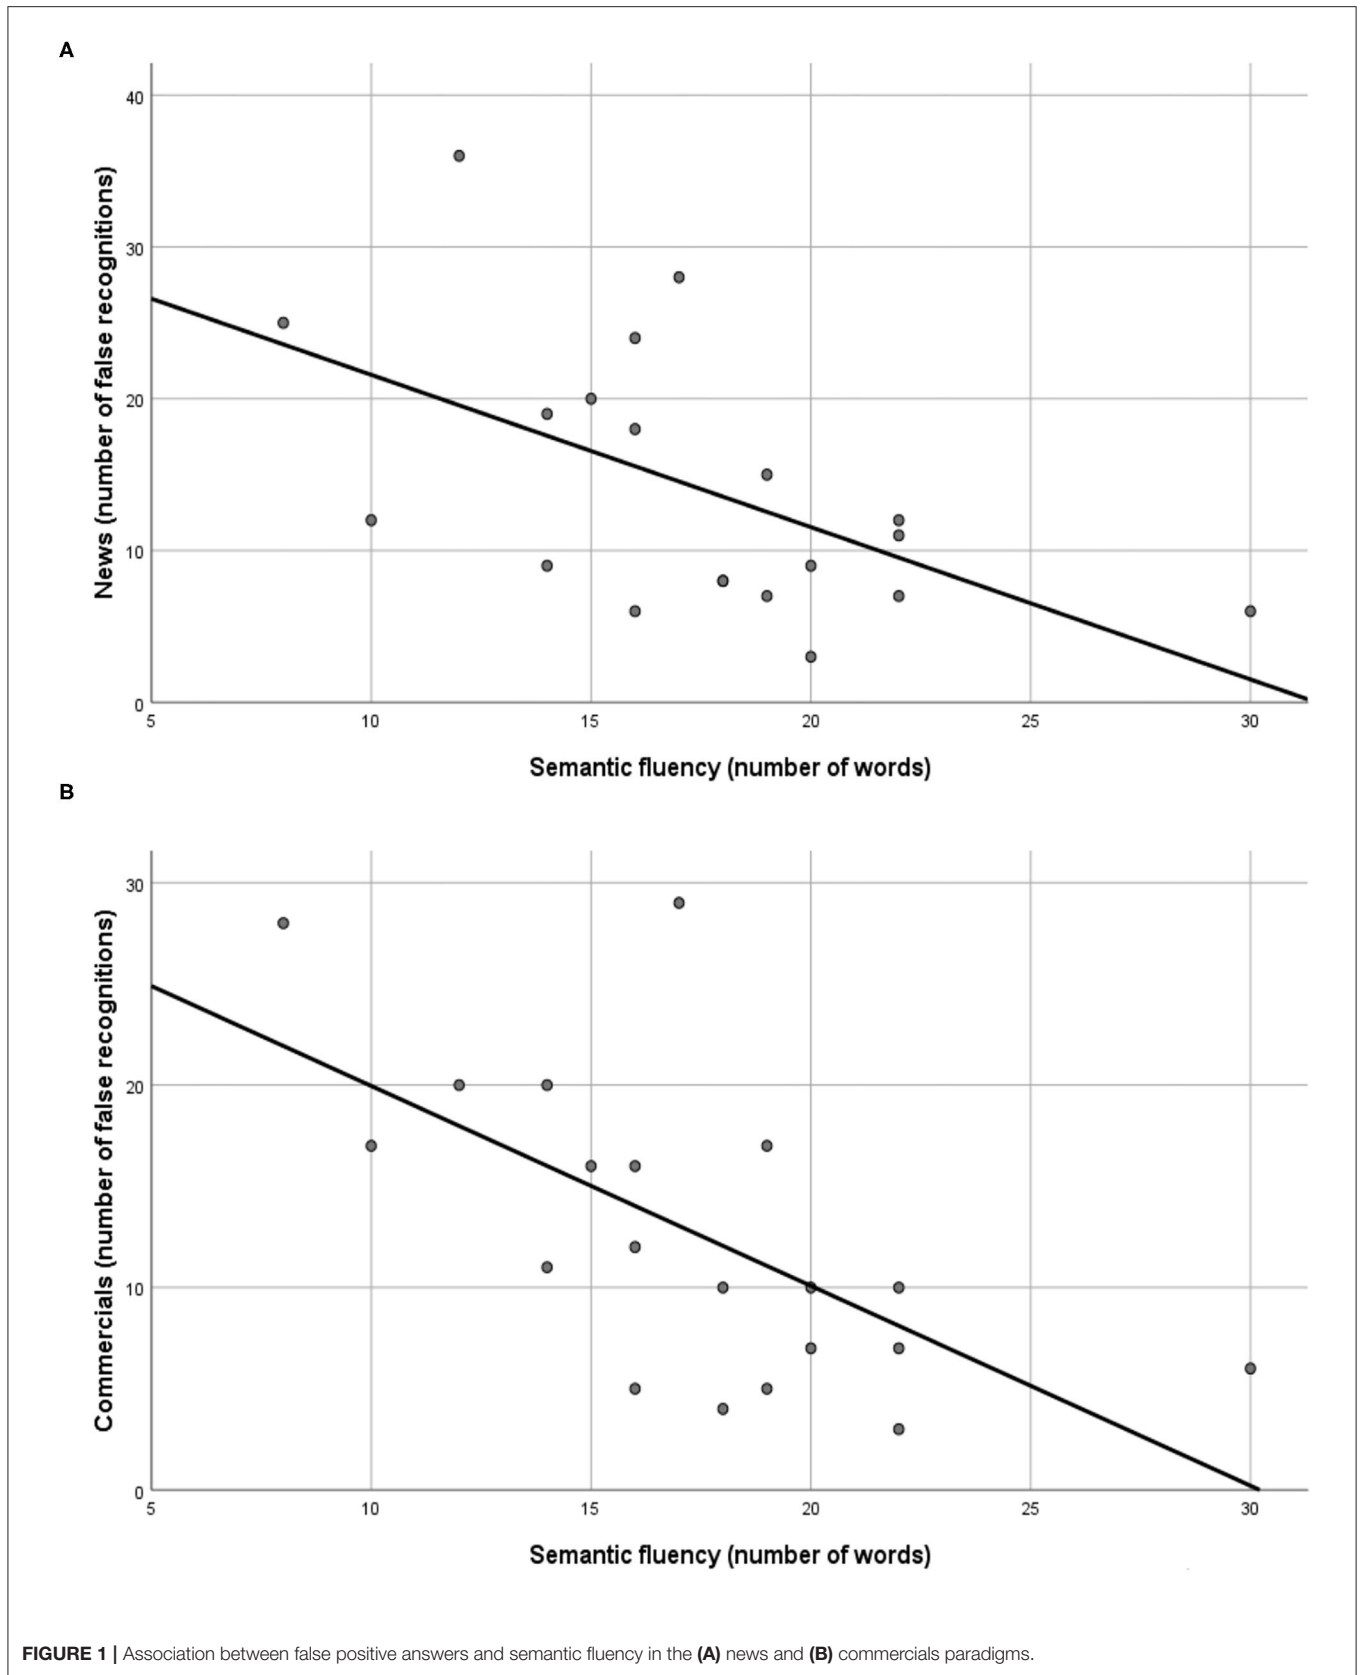 A
News (number of false recognitions)
40
30
20
10
0
5 10 15 20 25 30
Semantic fluency (number of words)
B
Commercials (number of false recognitions)
30
20
10
0
5 10 15 20 25 30
Semantic fluency (number of words)
FIGURE 1 | Association between false positive answers and semantic fluency in the (A) news and (B) commercials paradigms.